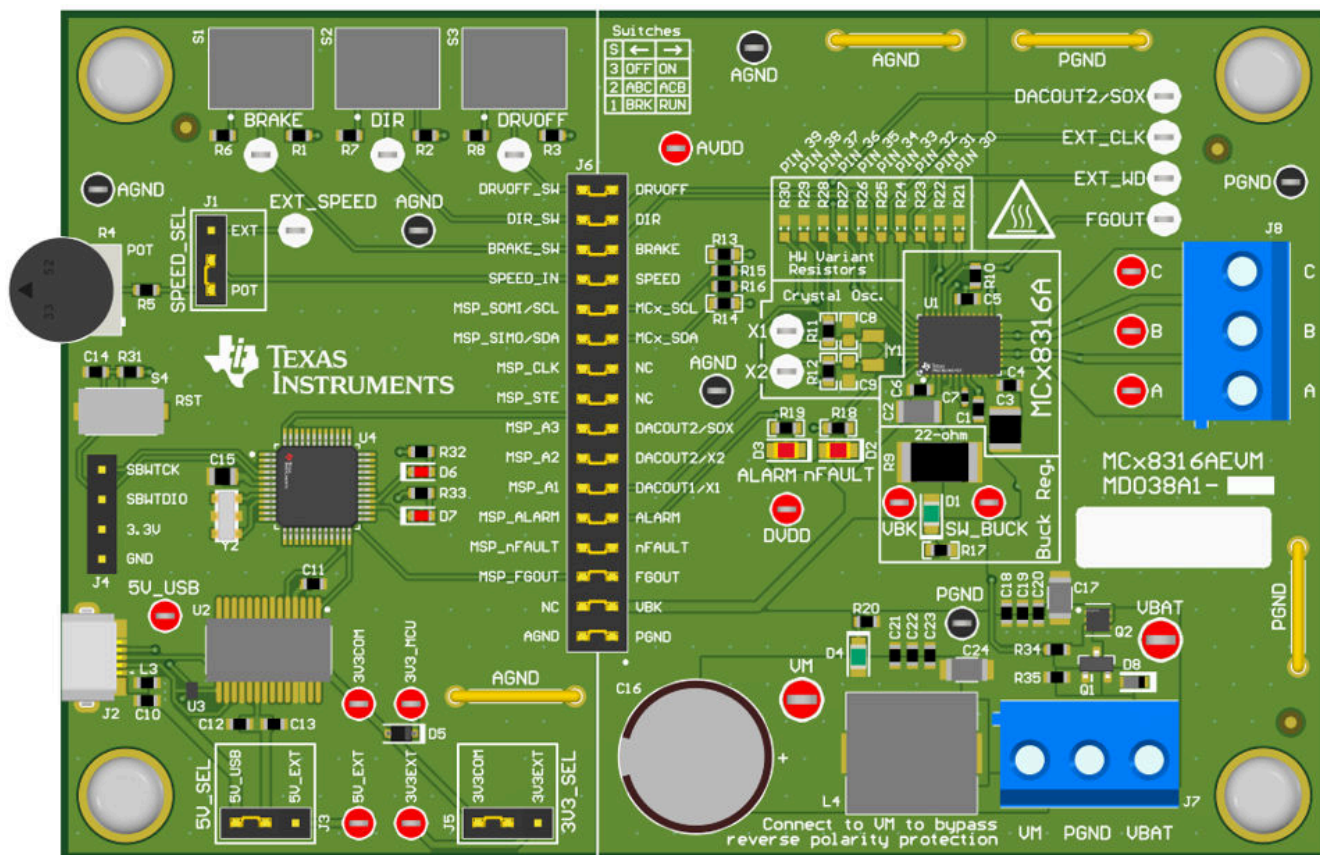 S1
S2
S3
Switches
S ← →
3 OFF ON
2 ABC ACB
1 BRK RUN
AGND
AGND
PGND
BRAKE
DIR
DRVOFF
R6
R1
R7
R2
R8
R3
AVDD
DACOUT2/SOX
EXT_CLK
EXT_WD
FGOUT
PGND
AGND
J1
SPEED_SEL
EXT
POT
EXT_SPEED
AGND
R4
POT
R5
52
33
J6
DRVOFF_SW DRVOFF
DIR_SW DIR
BRAKE_SW BRAKE
SPEED_IN SPEED
MSP_SOMI/SCL MCx_SCL
MSP_SIMO/SDA MCx_SDA
MSP_CLK NC
MSP_STE NC
MSP_A3 DACOUT2/SOX
MSP_A2 DACOUT2/X2
MSP_A1 DACOUT1/X1
MSP_ALARM ALARM
MSP_nFAULT nFAULT
MSP_FGOUT FGOUT
NC VBK
AGND PGND
PIN 39
PIN 38
PIN 37
PIN 36
PIN 35
PIN 34
PIN 33
PIN 32
PIN 31
PIN 30
R30
R29
R28
R27
R26
R25
R24
R23
R22
R21
HW Variant
Resistors
R13
R15
R16
R14
Crystal Osc.
X1
X2
R11
R12
C8
C9
Y1
U1
R10
C5
MCx8316A
C4
C3
C1
C7
C6
C2
J8
C C
B B
A A
TEXAS
INSTRUMENTS
C14
R31
S4
RST
AGND
R19
R18
D3
D2
ALARM
nFAULT
DVDD
22-ohm
R9
VBK
D1
SW_BUCK
R17
Buck Reg.
MCx8316AEVM
MD038A1-
SBWTCK
SBWTDIO
3.3V
GND
J4
C15
Y2
U4
R32
D6
R33
D7
5V_USB
U2
C11
J2
L3
C10
U3
C12
C13
3V3COM
3V3_MCU
AGND
D5
5V_SEL
5V_USB
5V_EXT
J3
5V_EXT
3V3EXT
J5
3V3COM
3V3EXT
3V3_SEL
R20
PGND
D4
C21
C22
C23
C24
VM
C16
+
L4
C18
C19
C20
C17
Q2
VBAT
R34
R35
Q1
D8
PGND
J7
Connect to VM to bypass
reverse polarity protection
VM PGND VBAT